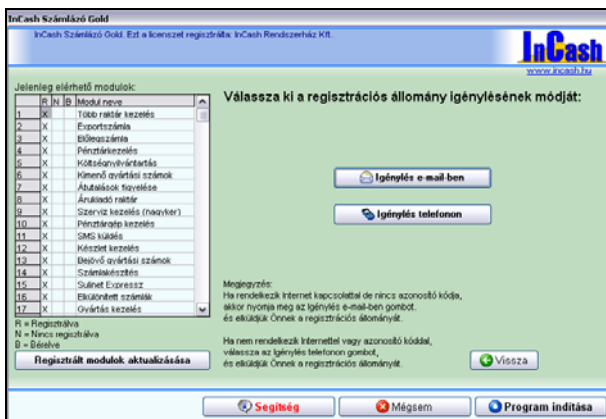 InCash Számlázó Gold
InCash Számlázó Gold. Ezt a licenszet regisztrálta: InCash Rendszerház Kft.
InCash
www.incash.hu
Jelenleg elérhető modulok:
R N B Modul neve
1 X Több raktár kezelés
2 X Exportszámla
3 X Előlegszámla
4 X Pénztárkezelés
5 X Költségnyilvántartás
6 X Kimenő gyártási számok
7 X Átutalások figyelése
8 X Árukiadó raktár
9 X Szerviz kezelés (nagyker)
10 X Pénztárgép kezelés
11 X SMS küldés
12 X Készlet kezelés
13 X Bejövő gyártási számok
14 X Számlakészítés
15 X Sulinet Expressz
16 X Elkülönített számlák
17 X Gyártás kezelés
R = Regisztrálva
N = Nincs regisztrálva
B = Bérelve
Regisztrált modulok aktualizásása
Válassza ki a regisztrációs állomány igénylésének módját:
Igénylés e-mail-ben
Igénylés telefonon
Megjegyzés:
Ha rendelkezik Internet kapcsolattal de nincs azonosító kódja,
akkor nyomja meg az Igénylés e-mail-ben gombot.
és elküldjük Önnek a regisztrációs állományát.
Ha nem rendelkezik Internettel vagy azonosító kóddal,
válassza az Igénylés telefonon gombot,
és elküldjük Önnek a regisztrációs állományát.
Vissza
Segítség
Mégsem
Program indítása